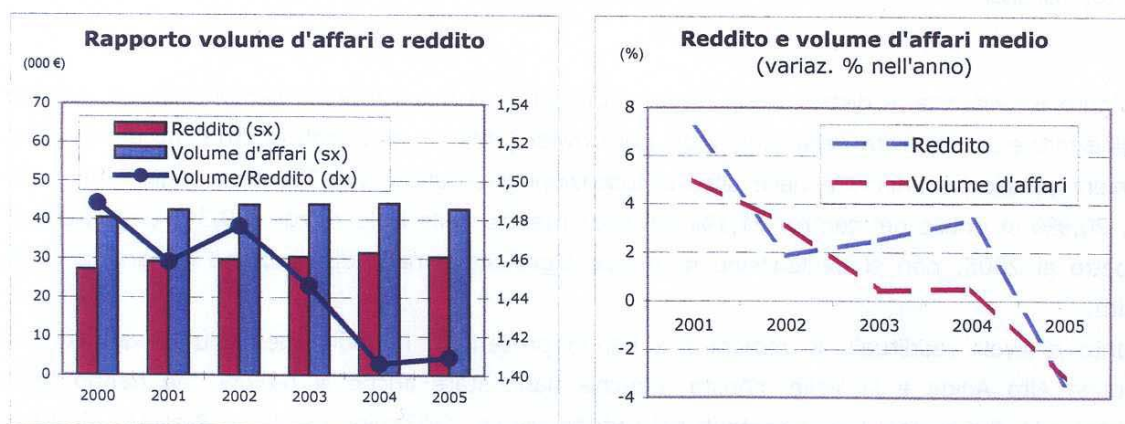 Rapporto volume d'affari e reddito
(000 €)
70
60
50
40
30
20
10
0
1,54
1,52
1,50
1,48
1,46
1,44
1,42
1,40
Reddito (sx)
Volume d'affari (sx)
Volume/Reddito (dx)
2000 2001 2002 2003 2004 2005
Reddito e volume d'affari medio
(variaz. % nell'anno)
(%)
8
6
4
2
0
-2
-4
Reddito
Volume d'affari
2001 2002 2003 2004 2005